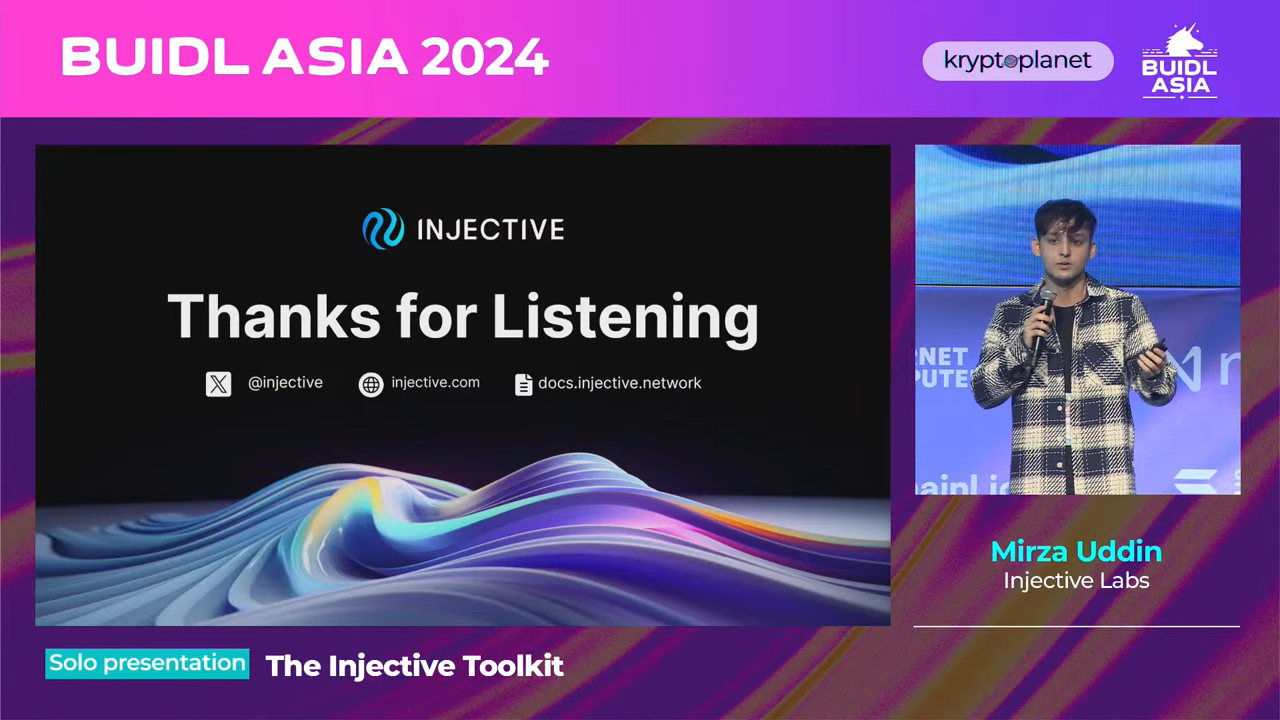 BUIDL ASIA 2024
kryptoplanet
BUIDL
ASIA
INJECTIVE
Thanks for Listening
@injective
injective.com
docs.injective.network
Mirza Uddin
Injective Labs
Solo presentation
The Injective Toolkit